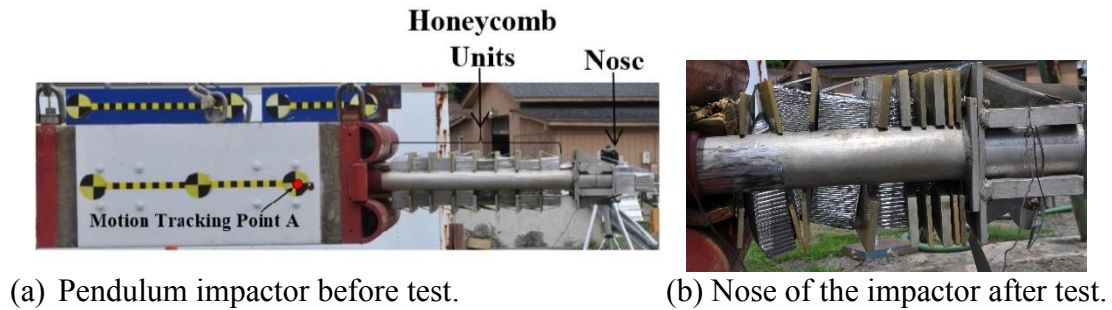 Honeycomb
Units
Nose
Motion Tracking Point A
(a) Pendulum impactor before test.
(b) Nose of the impactor after test.